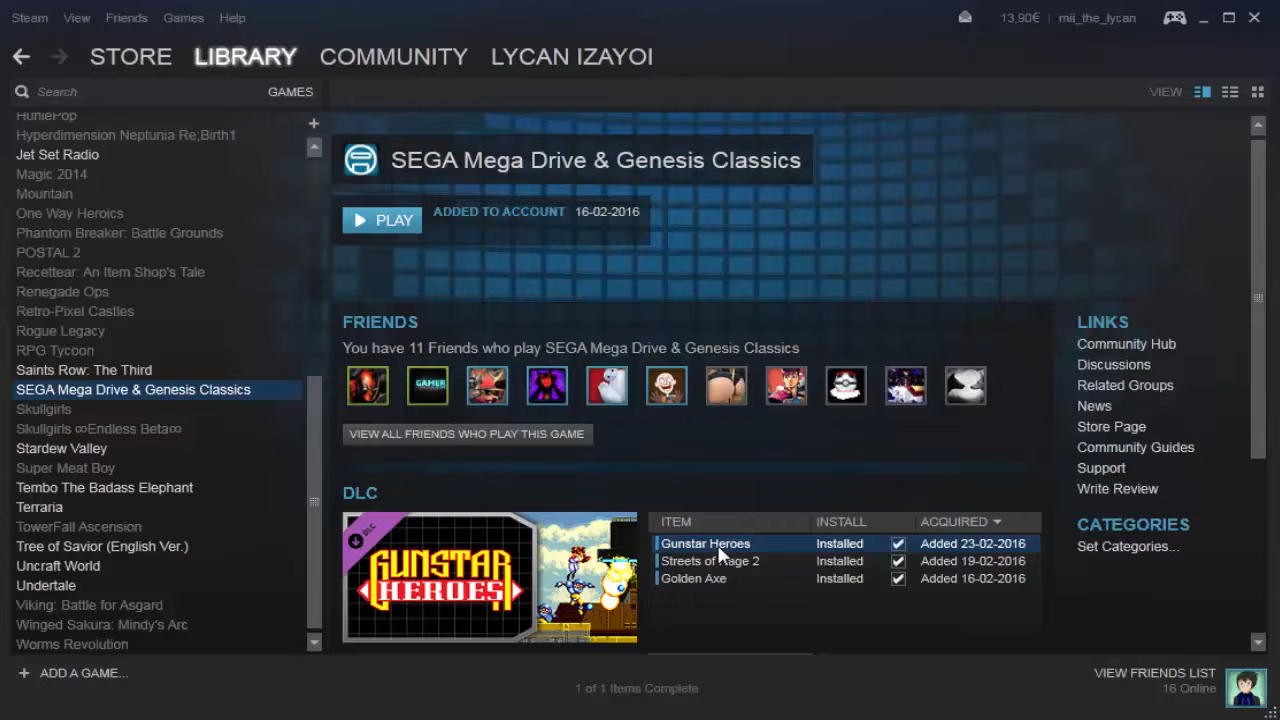 Steam View Friends Games Help
13,90€ mii_the_lycan
STORE LIBRARY COMMUNITY LYCAN IZAYOI
Search GAMES
VIEW
HuniePop
Hyperdimension Neptunia Re;Birth1
Jet Set Radio
Magic 2014
Mountain
One Way Heroics
Phantom Breaker: Battle Grounds
POSTAL 2
Recettear: An Item Shop's Tale
Renegade Ops
Retro-Pixel Castles
Rogue Legacy
RPG Tycoon
Saints Row: The Third
SEGA Mega Drive & Genesis Classics
Skullgirls
Skullgirls ∞Endless Beta∞
Stardew Valley
Super Meat Boy
Tembo The Badass Elephant
Terraria
TowerFall Ascension
Tree of Savior (English Ver.)
Uncraft World
Undertale
Viking: Battle for Asgard
Winged Sakura: Mindy's Arc
Worms Revolution
+ ADD A GAME...
SEGA Mega Drive & Genesis Classics
PLAY
ADDED TO ACCOUNT 16-02-2016
FRIENDS
You have 11 Friends who play SEGA Mega Drive & Genesis Classics
GAMER
VIEW ALL FRIENDS WHO PLAY THIS GAME
DLC
DLC
GUNSTAR
HEROES
ITEM INSTALL ACQUIRED
Gunstar Heroes Installed Added 23-02-2016
Streets of Rage 2 Installed Added 19-02-2016
Golden Axe Installed Added 16-02-2016
LINKS
Community Hub
Discussions
Related Groups
News
Store Page
Community Guides
Support
Write Review
CATEGORIES
Set Categories...
1 of 1 Items Complete
VIEW FRIENDS LIST
16 Online